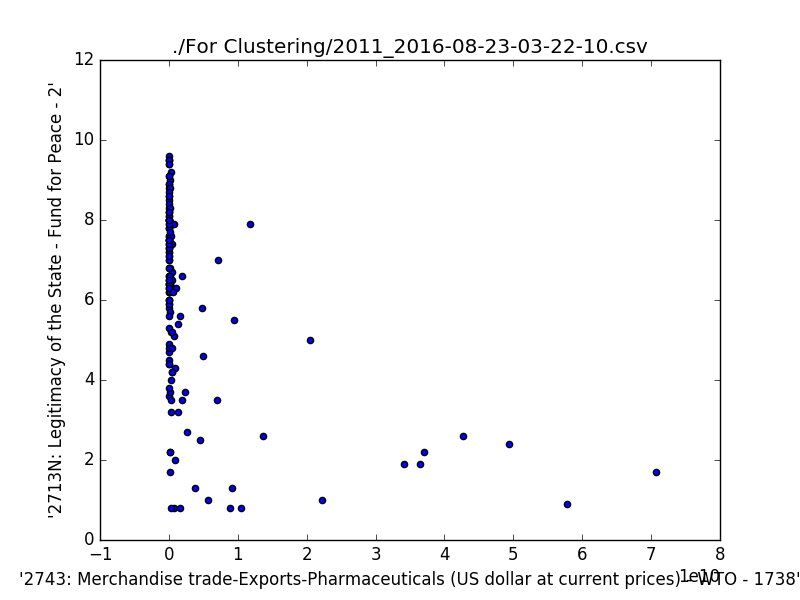 ./For Clustering/2011_2016-08-23-03-22-10.csv
'2713N: Legitimacy of the State - Fund for Peace - 2'
12
10
8
6
4
2
0
−1 0 1 2 3 4 5 6 7 8
1e10
'2743: Merchandise trade-Exports-Pharmaceuticals (US dollar at current prices) - WTO - 1738'